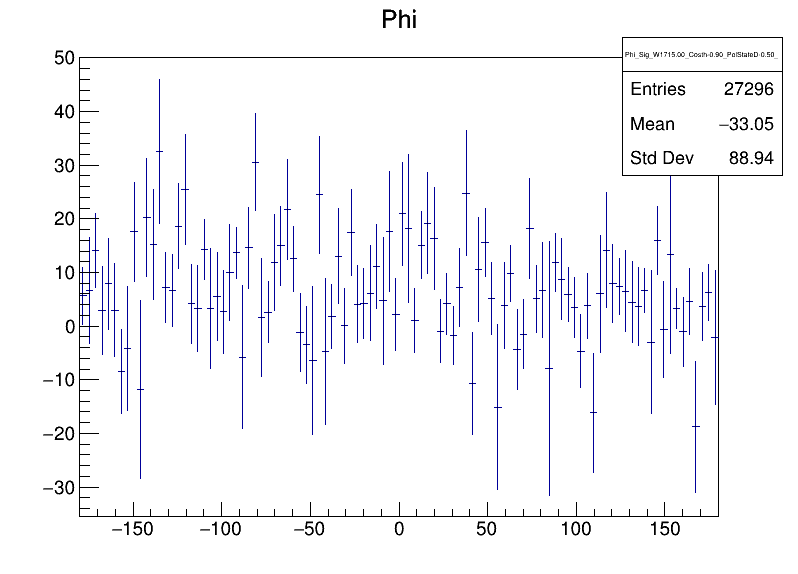 Phi
Phi_Sig_W1715.00_Costh-0.90_PolStateD-0.50_
Entries 27296
Mean −33.05
Std Dev 88.94
50
40
30
20
10
0
−10
−20
−30
−150 −100 −50 0 50 100 150